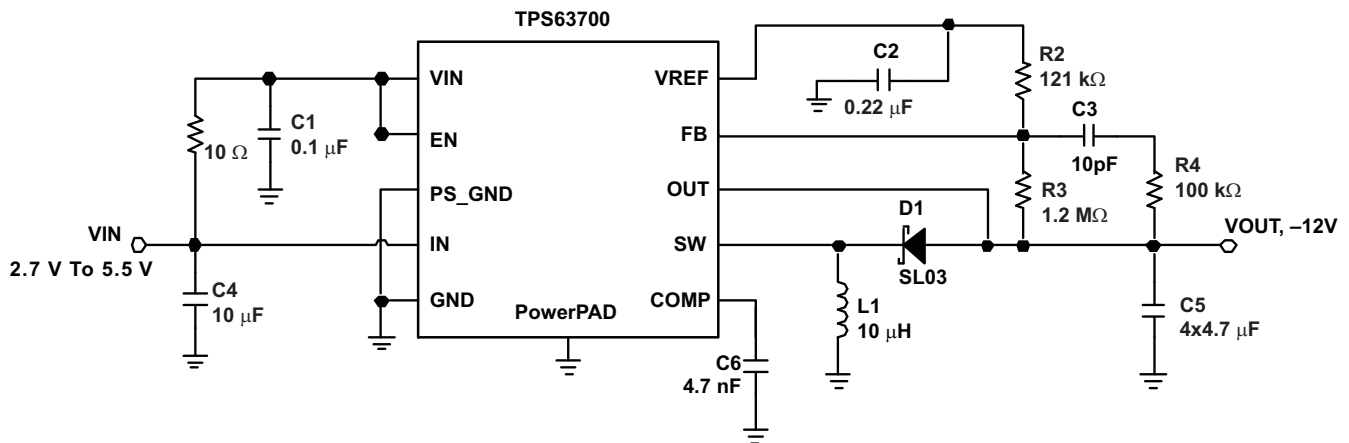 TPS63700
VIN
EN
PS_GND
IN
GND
PowerPAD
VREF
FB
OUT
SW
COMP
10 Ω
C1
0.1 μF
VIN
2.7 V To 5.5 V
C4
10 μF
C2
0.22 μF
R2
121 kΩ
C3
10pF
R4
100 kΩ
R3
1.2 MΩ
D1
SL03
VOUT, –12V
L1
10 μH
C5
4x4.7 μF
C6
4.7 nF